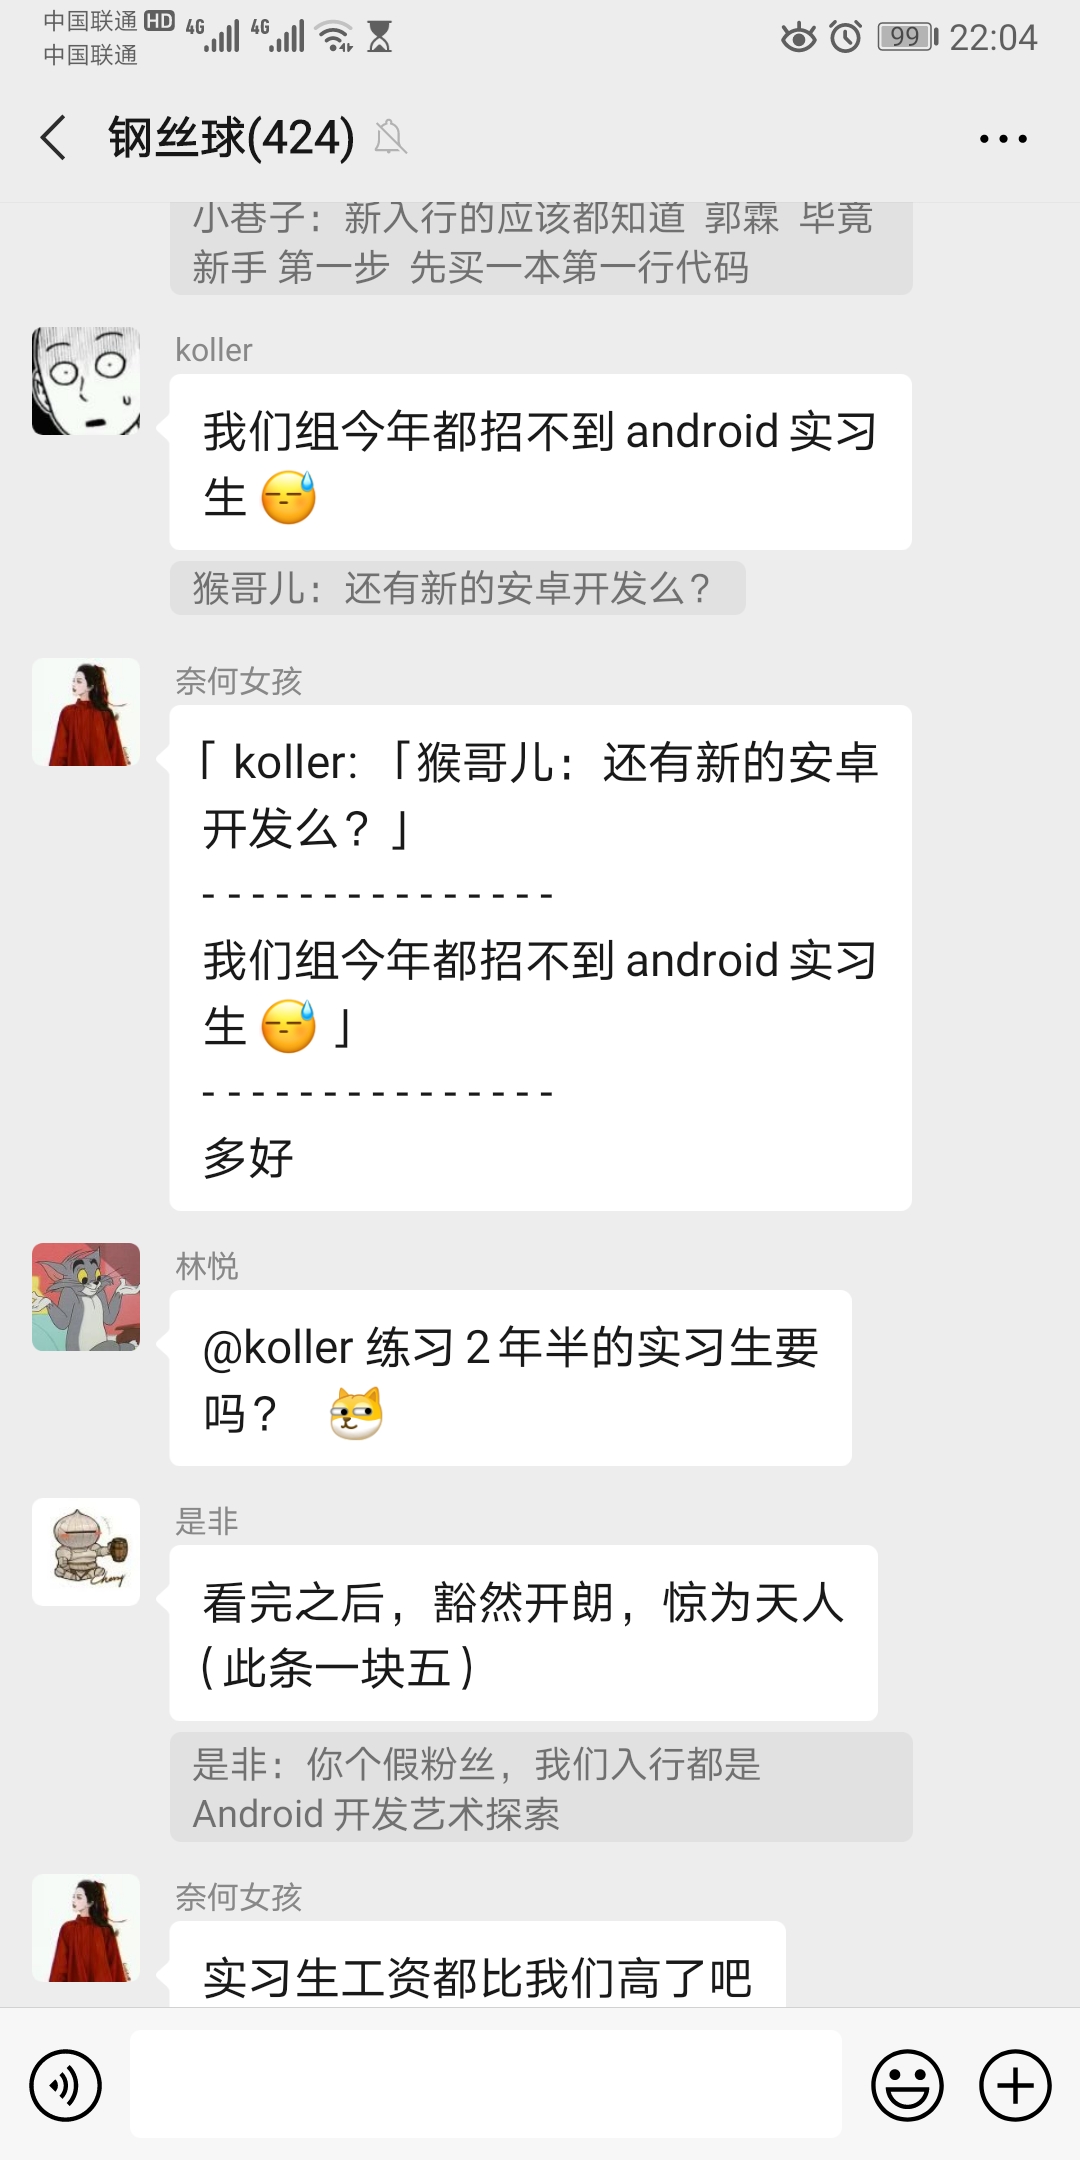 中国联通 HD 4G 4G 99 22:04
中国联通
钢丝球(424)
小巷子：新入行的应该都知道 郭霖 毕竟
新手 第一步 先买一本第一行代码
koller
我们组今年都招不到 android 实习
生
猴哥儿：还有新的安卓开发么？
奈何女孩
「 koller: 「猴哥儿：还有新的安卓
开发么？」
- - - - - - - - - - - - - - -
我们组今年都招不到 android 实习
生 」
- - - - - - - - - - - - - - -
多好
林悦
@koller 练习 2 年半的实习生要
吗？
是非
看完之后，豁然开朗，惊为天人
(此条一块五)
是非：你个假粉丝，我们入行都是
Android 开发艺术探索
奈何女孩
实习生工资都比我们高了吧